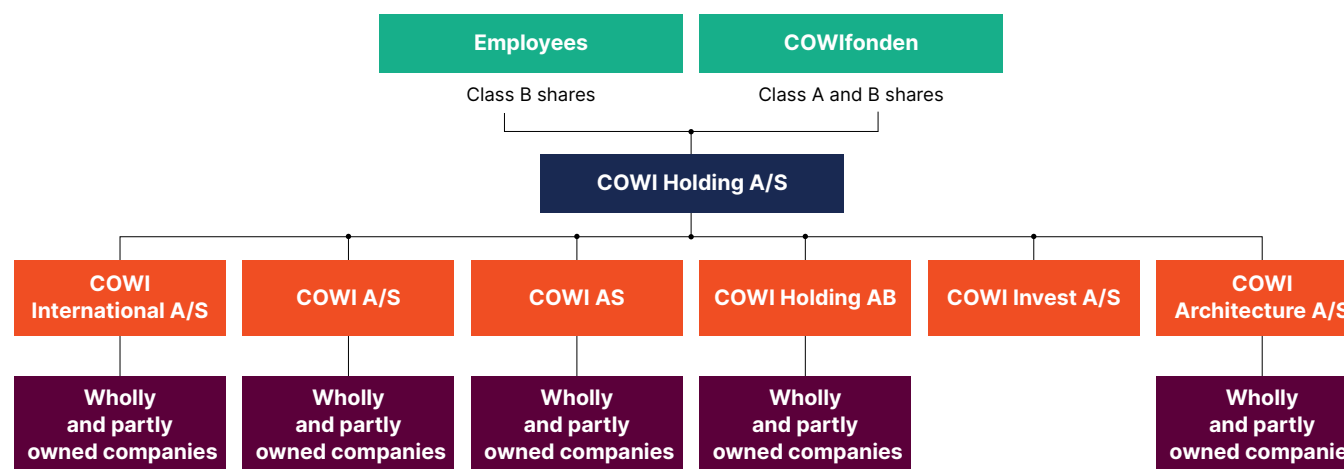 Employees
COWIfonden
Class B shares
Class A and B shares
COWI Holding A/S
COWI
International A/S
COWI A/S
COWI AS
COWI Holding AB
COWI Invest A/S
COWI
Architecture A/S
Wholly
and partly
owned companies
Wholly
and partly
owned companies
Wholly
and partly
owned companies
Wholly
and partly
owned companies
Wholly
and partly
owned companies